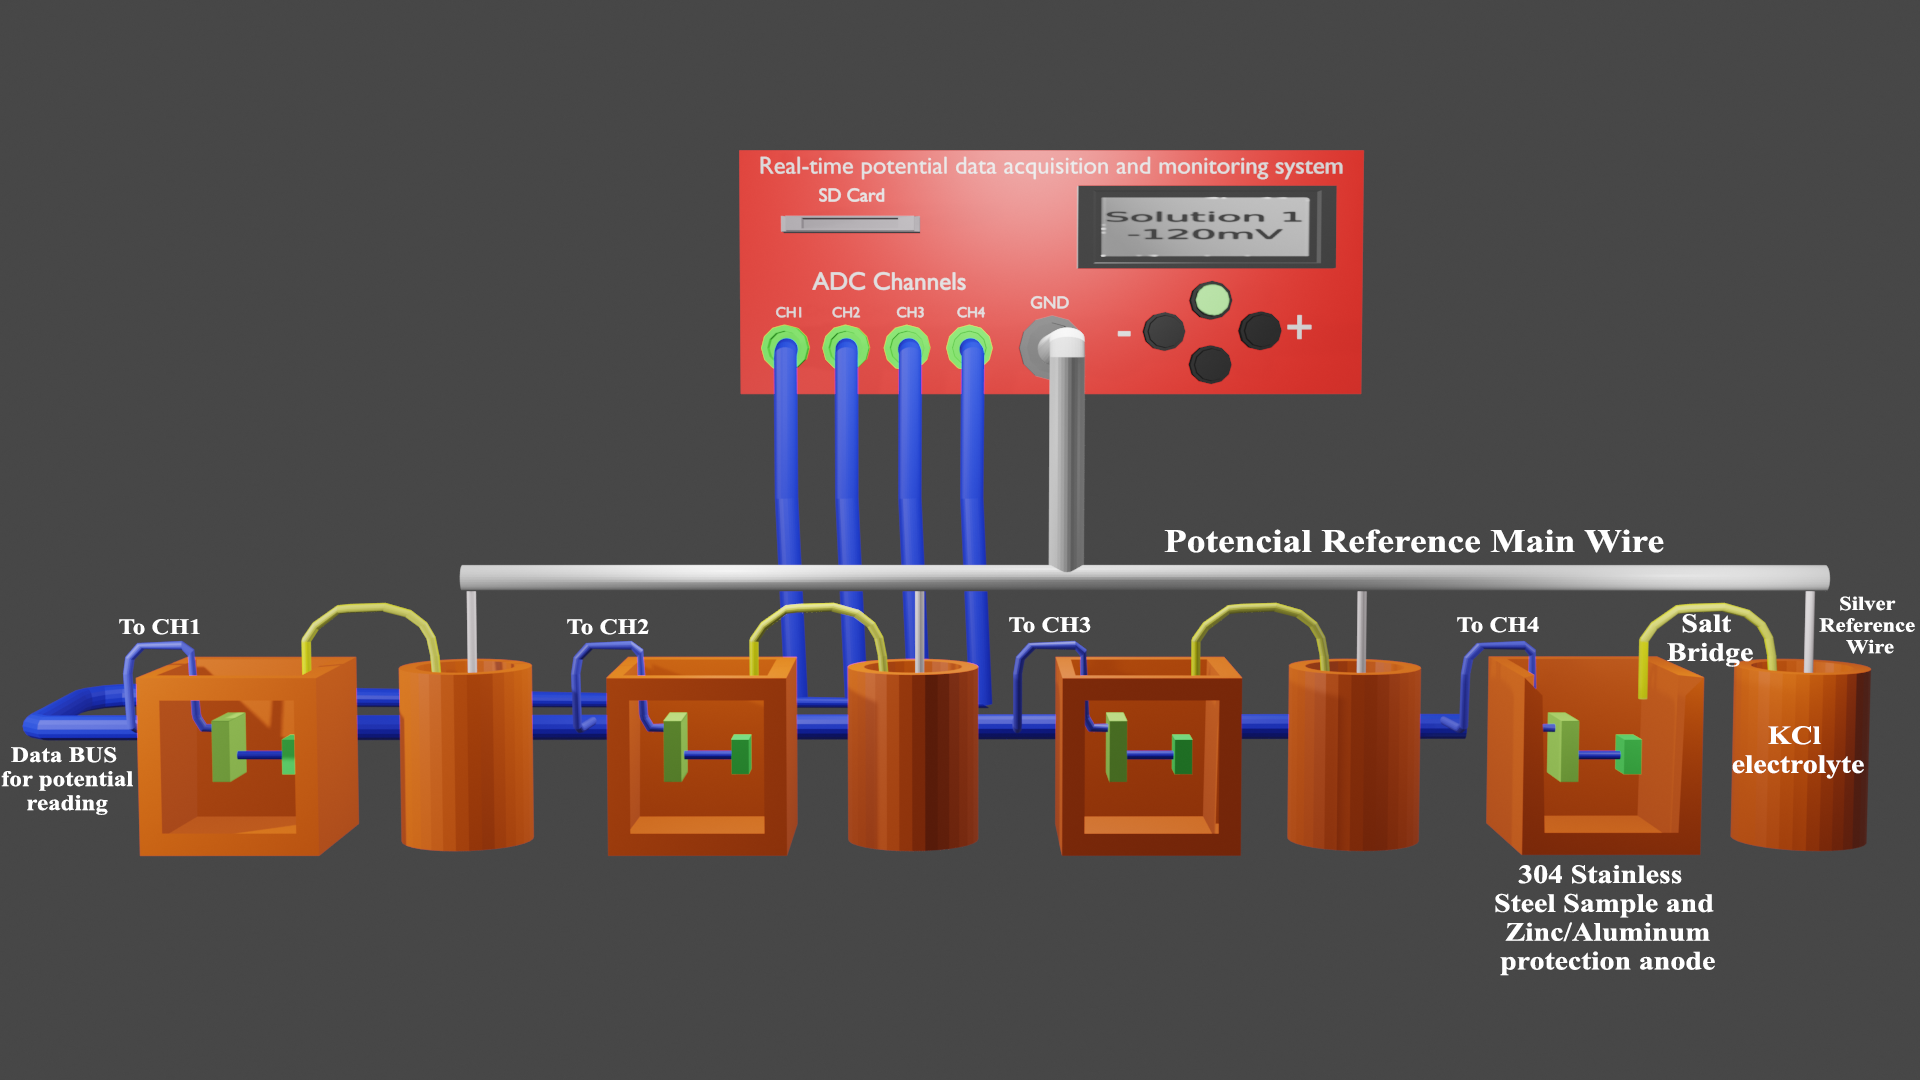 Real-time potential data acquisition and monitoring system
SD Card
Solution 1
-120mV
ADC Channels
CH1 CH2 CH3 CH4 GND
- +
Potencial Reference Main Wire
To CH1
To CH2
To CH3
To CH4
Salt
Bridge
Silver
Reference
Wire
Data BUS
for potential
reading
KCl
electrolyte
304 Stainless
Steel Sample and
Zinc/Aluminum
protection anode